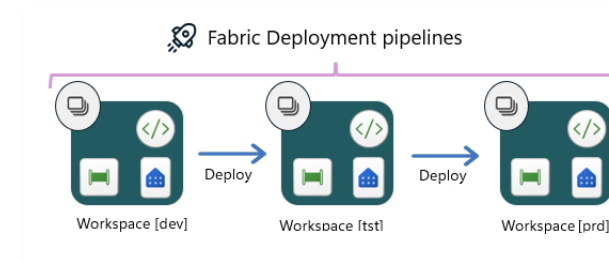 Fabric Deployment pipelines
</>
</>
</>
Deploy
Deploy
Workspace [dev]
Workspace [tst]
Workspace [prd]